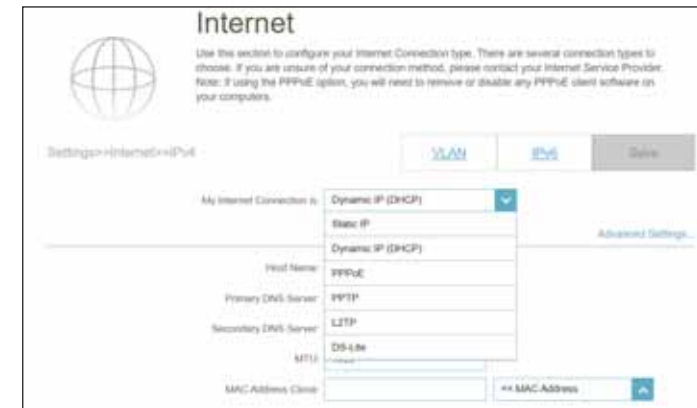 Internet
Use this section to configure your Internet Connection type. There are several connection types to
choose. If you are unsure of your connection method, please contact your Internet Service Provider.
Note: If using the PPPoE option, you will need to remove or disable any PPPoE client software on
your computers.
Settings>>Internet>>IPv4
VLAN
IPv6
Save
My Internet Connection is:
Dynamic IP (DHCP)
Static IP
Advanced Settings...
Dynamic IP (DHCP)
Host Name:
PPPoE
Primary DNS Server:
PPTP
Secondary DNS Server:
L2TP
DS-Lite
MTU:
MAC Address Clone:
<< MAC Address